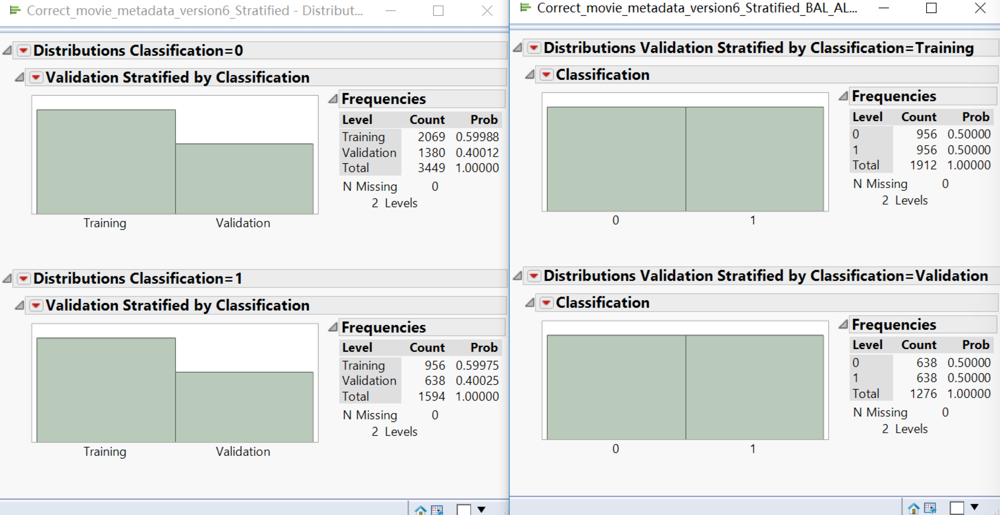 Correct_movie_metadata_version6_Stratified - Distribut...
Distributions Classification=0
Validation Stratified by Classification
Training
Validation
Frequencies
Level Count Prob
Training 2069 0.59988
Validation 1380 0.40012
Total 3449 1.00000
N Missing 0
2 Levels
Distributions Classification=1
Validation Stratified by Classification
Training
Validation
Frequencies
Level Count Prob
Training 956 0.59975
Validation 638 0.40025
Total 1594 1.00000
N Missing 0
2 Levels
Correct_movie_metadata_version6_Stratified_BAL_AL...
Distributions Validation Stratified by Classification=Training
Classification
0
1
Frequencies
Level Count Prob
0 956 0.50000
1 956 0.50000
Total 1912 1.00000
N Missing 0
2 Levels
Distributions Validation Stratified by Classification=Validation
Classification
0
1
Frequencies
Level Count Prob
0 638 0.50000
1 638 0.50000
Total 1276 1.00000
N Missing 0
2 Levels